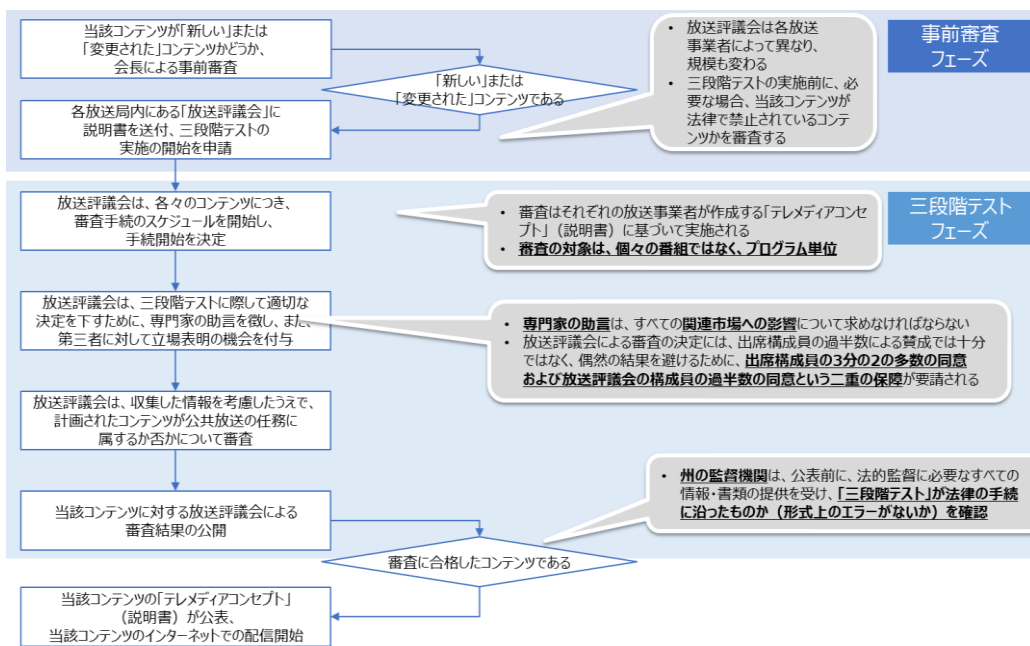 当該コンテンツが「新しい」または
「変更された」コンテンツかどうか、
会長による事前審査
「新しい」または
「変更された」コンテンツである
各放送局内にある「放送評議会」に
説明書を送付、三段階テストの
実施の開始を申請
• 放送評議会は各放送
事業者によって異なり、
規模も変わる
• 三段階テストの実施前に、必
要な場合、当該コンテンツが
法律で禁止されているコンテ
ンツかを審査する
事前審査
フェーズ
放送評議会は、各々のコンテンツにつき、
審査手続のスケジュールを開始し、
手続開始を決定
• 審査はそれぞれの放送事業者が作成する「テレメディアコンセ
プト」（説明書）に基づいて実施される
• 審査の対象は、個々の番組ではなく、プログラム単位
三段階テスト
フェーズ
放送評議会は、三段階テストに際して適切な
決定を下すために、専門家の助言を徴し、また、
第三者に対して立場表明の機会を付与
• 専門家の助言は、すべての関連市場への影響について求めなければならない
• 放送評議会による審査の決定には、出席構成員の過半数による賛成では十分
ではなく、偶然の結果を避けるために、出席構成員の3分の2の多数の同意
および放送評議会の構成員の過半数の同意という二重の保障が要請される
放送評議会は、収集した情報を考慮したうえで、
計画されたコンテンツが公共放送の任務に
属するか否かについて審査
• 州の監督機関は、公表前に、法的監督に必要なすべての
情報・書類の提供を受け、「三段階テスト」が法律の手続
に沿ったものか（形式上のエラーがないか）を確認
当該コンテンツに対する放送評議会による
審査結果の公開
審査に合格したコンテンツである
当該コンテンツの「テレメディアコンセプト」
（説明書）が公表、
当該コンテンツのインターネットでの配信開始